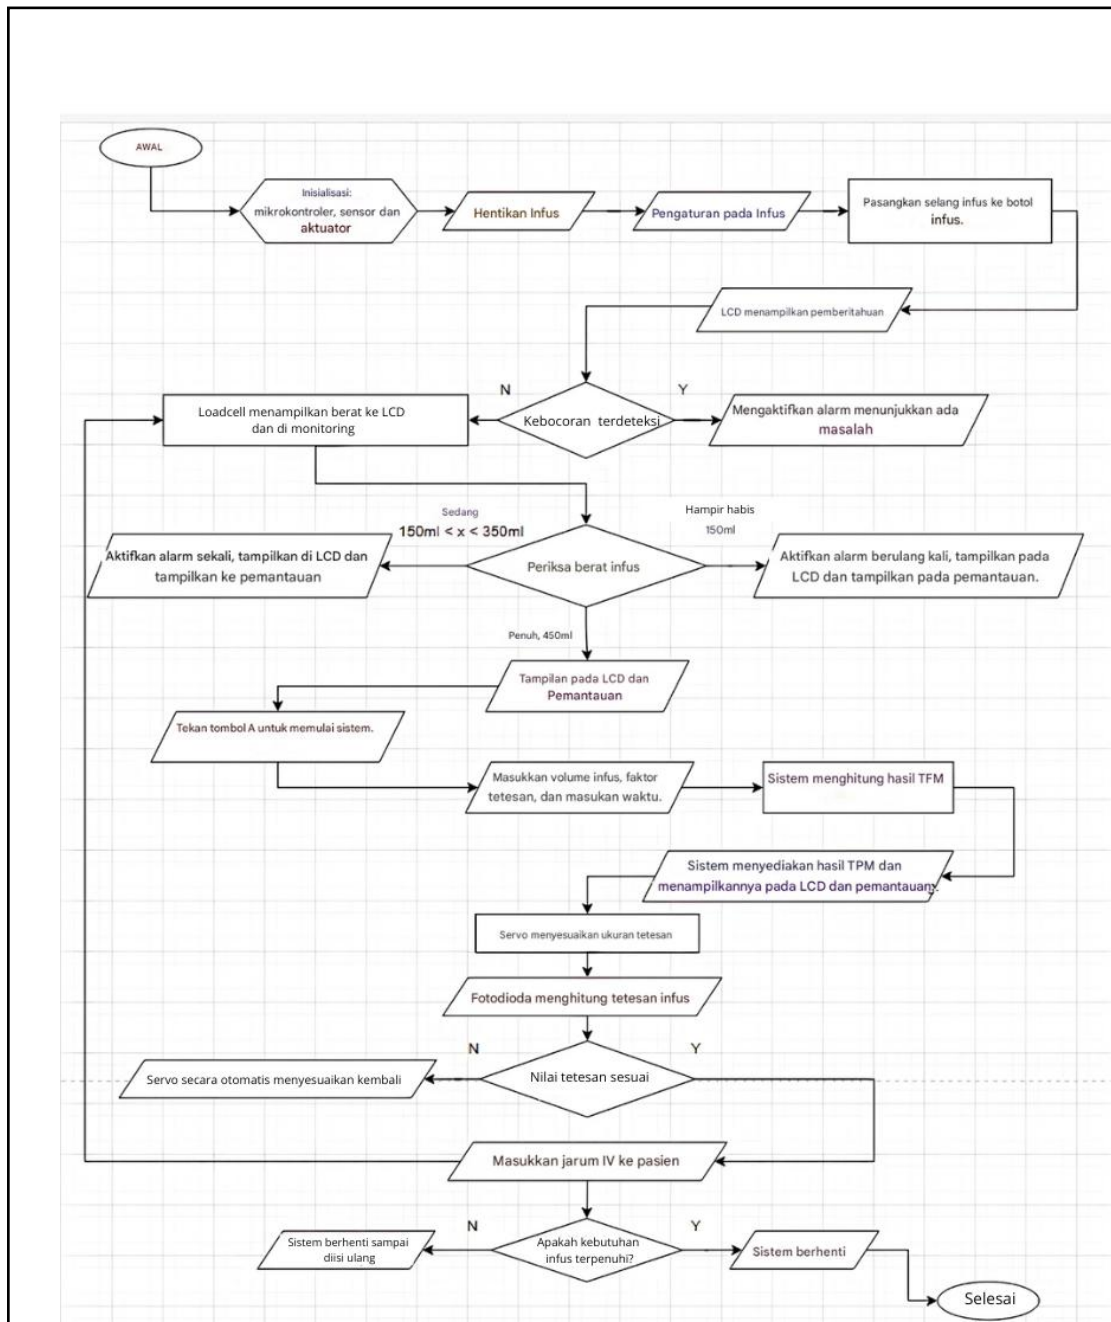 AWAL
Inisialisasi:
mikrokontroler, sensor dan
aktuator
Hentikan Infus
Pengaturan pada Infus
Pasangkan selang infus ke botol
infus.
LCD menampilkan pemberitahuan
N
Y
Loadcell menampilkan berat ke LCD
dan di monitoring
Kebocoran terdeteksi
Mengaktifkan alarm menunjukkan ada
masalah
Sedang
150ml < x < 350ml
Hampir habis
150ml
Aktifkan alarm sekali, tampilkan di LCD dan
tampilkan ke pemantauan
Periksa berat infus
Aktifkan alarm berulang kali, tampilkan pada
LCD dan tampilkan pada pemantauan.
Penuh, 450ml
Tampilan pada LCD dan
Pemantauan
Tekan tombol A untuk memulai sistem.
Masukkan volume infus, faktor
tetesan, dan masukan waktu.
Sistem menghitung hasil TFM
Sistem menyediakan hasil TPM dan
menampilkannya pada LCD dan pemantauan.
Servo menyesuaikan ukuran tetesan
Fotodioda menghitung tetesan infus
N
Y
Servo secara otomatis menyesuaikan kembali
Nilai tetesan sesuai
Masukkan jarum IV ke pasien
N
Y
Sistem berhenti sampai
diisi ulang
Apakah kebutuhan
infus terpenuhi?
Sistem berhenti
Selesai